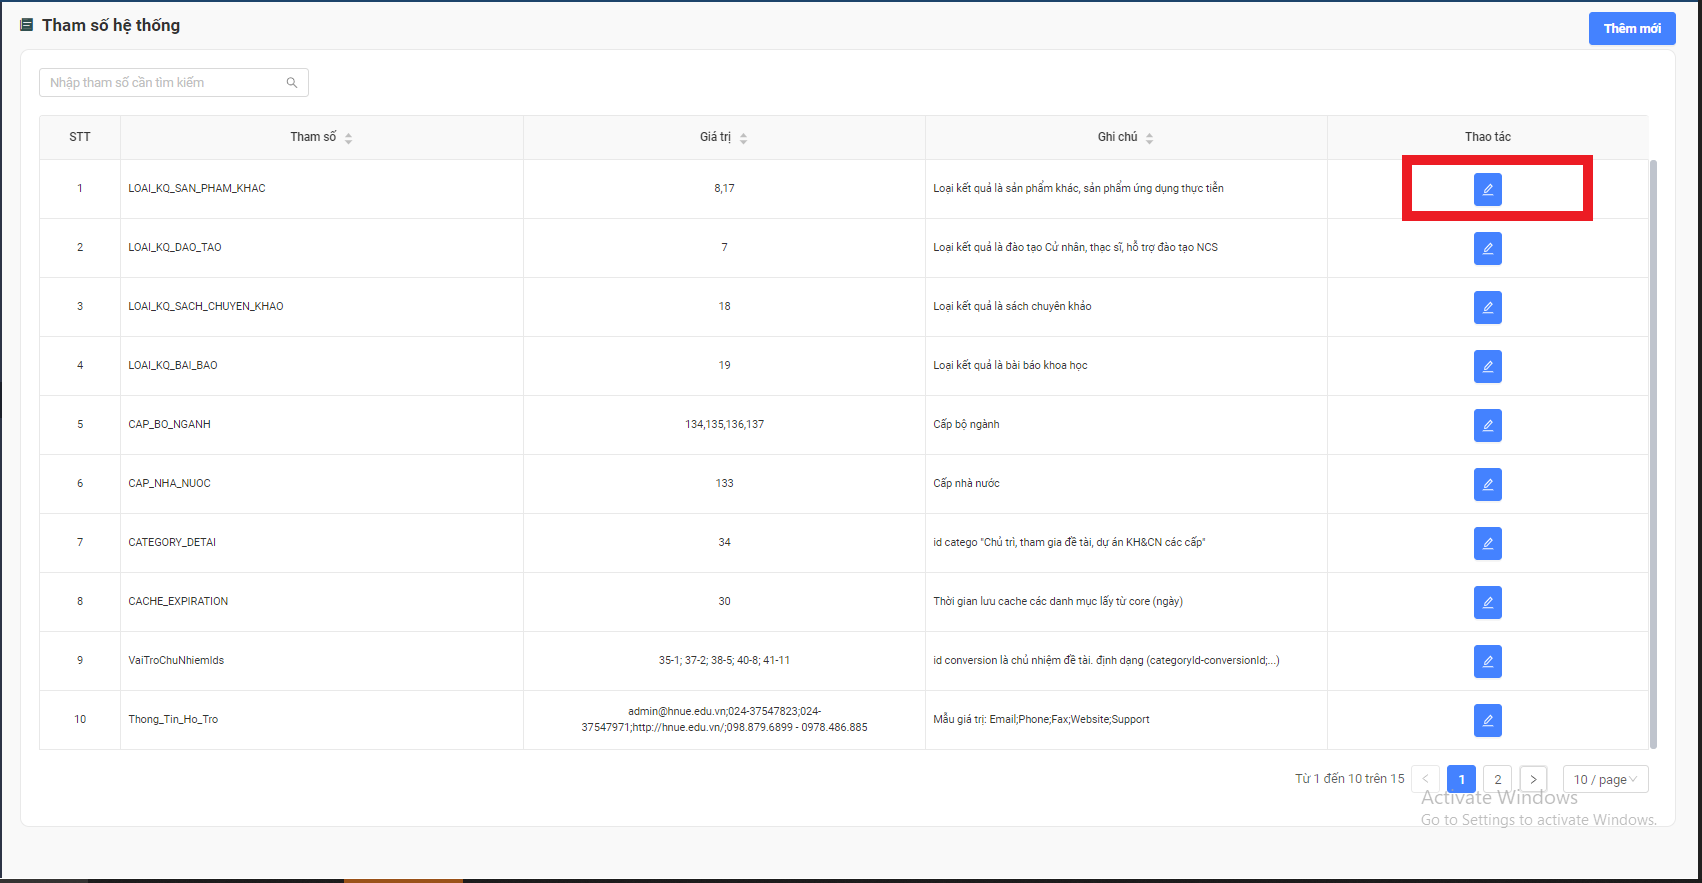 Tham số hệ thống
Thêm mới
Nhập tham số cần tìm kiếm
STT Tham số Giá trị Ghi chú Thao tác
1 LOAI_KQ_SAN_PHAM_KHAC 8,17 Loại kết quả là sản phẩm khác, sản phẩm ứng dụng thực tiễn
2 LOAI_KQ_DAO_TAO 7 Loại kết quả là đào tạo Cử nhân, thạc sĩ, hỗ trợ đào tạo NCS
3 LOAI_KQ_SACH_CHUYEN_KHAO 18 Loại kết quả là sách chuyên khảo
4 LOAI_KQ_BAI_BAO 19 Loại kết quả là bài báo khoa học
5 CAP_BO_NGANH 134,135,136,137 Cấp bộ ngành
6 CAP_NHA_NUOC 133 Cấp nhà nước
7 CATEGORY_DETAI 34 id catego "Chủ trì, tham gia đề tài, dự án KH&CN các cấp"
8 CACHE_EXPIRATION 30 Thời gian lưu cache các danh mục lấy từ core (ngày)
9 VaiTroChuNhiemIds 35-1; 37-2; 38-5; 40-8; 41-11 id conversion là chủ nhiệm đề tài. định dạng (categoryId-conversionId;...)
10 Thong_Tin_Ho_Tro admin@hnue.edu.vn;024-37547823;024-
37547971;http://hnue.edu.vn/;098.879.6899 - 0978.486.885 Mẫu giá trị: Email;Phone;Fax;Website;Support
Từ 1 đến 10 trên 15 < 1 2 > 10 / page
Activate Windows
Go to Settings to activate Windows.